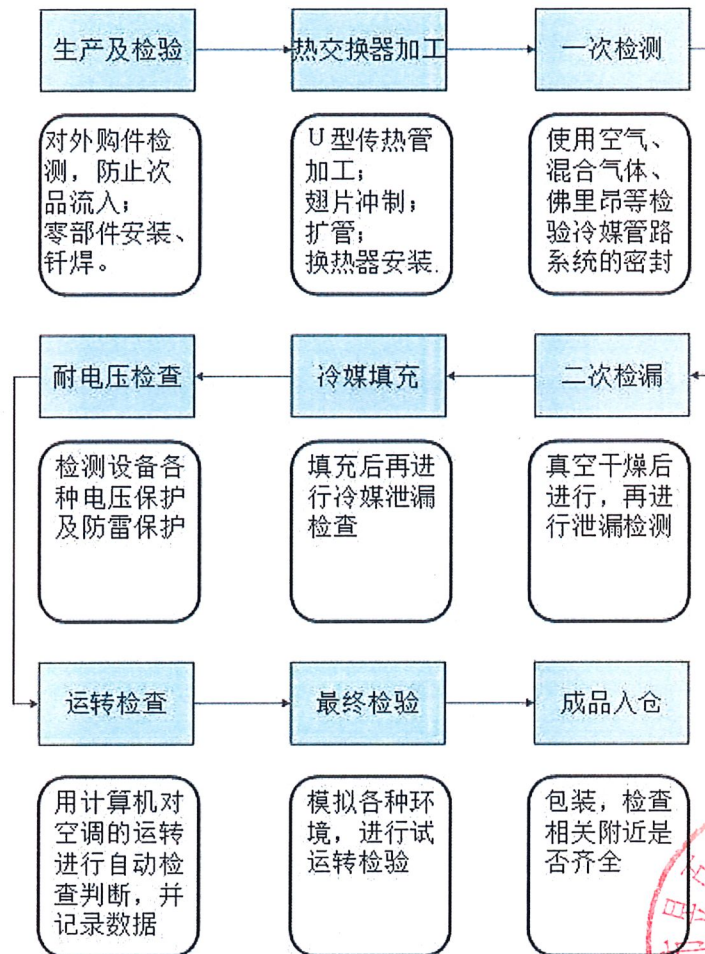 生产及检验
热交换器加工
一次检测
对外购件检
测，防止次
品流入；
零部件安装、
钎焊。
U型传热管
加工；
翅片冲制；
扩管；
换热器安装.
使用空气、
混合气体、
佛里昂等检
验冷媒管路
系统的密封
耐电压检查
冷媒填充
二次检漏
检测设备各
种电压保护
及防雷保护
填充后再进
行冷媒泄漏
检查
真空干燥后
进行，再进
行泄漏检测
运转检查
最终检验
成品入仓
用计算机对
空调的运转
进行自动检
查判断，并
记录数据
模拟各种环
境，进行试
运转检验
包装，检查
相关附近是
否齐全